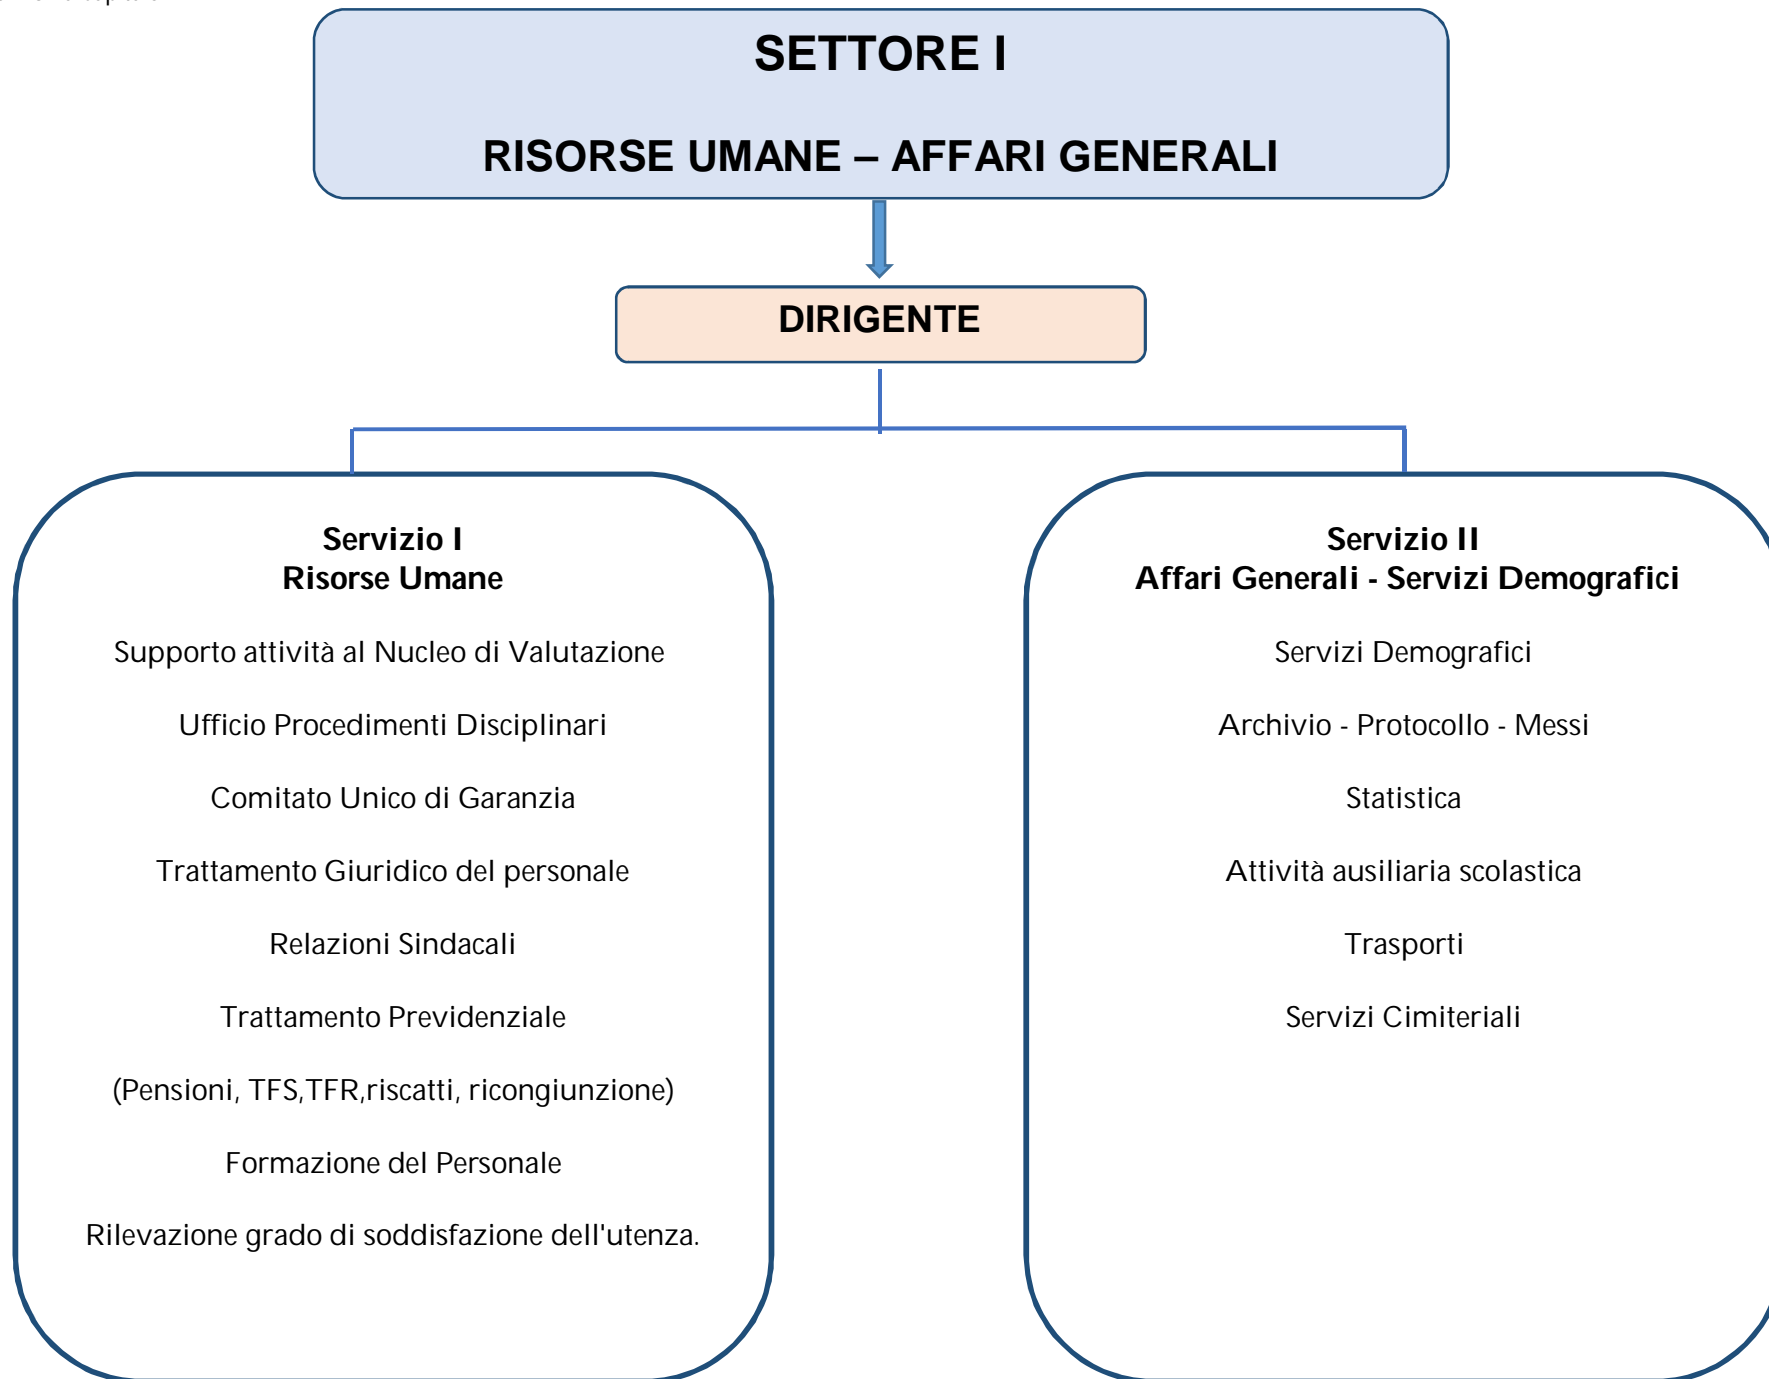 SETTORE I
RISORSE UMANE – AFFARI GENERALI
DIRIGENTE
Servizio I
Risorse Umane
Supporto attività al Nucleo di Valutazione
Ufficio Procedimenti Disciplinari
Comitato Unico di Garanzia
Trattamento Giuridico del personale
Relazioni Sindacali
Trattamento Previdenziale
(Pensioni, TFS,TFR,riscatti, ricongiunzione)
Formazione del Personale
Rilevazione grado di soddisfazione dell'utenza.
Servizio II
Affari Generali - Servizi Demografici
Servizi Demografici
Archivio - Protocollo - Messi
Statistica
Attività ausiliaria scolastica
Trasporti
Servizi Cimiteriali